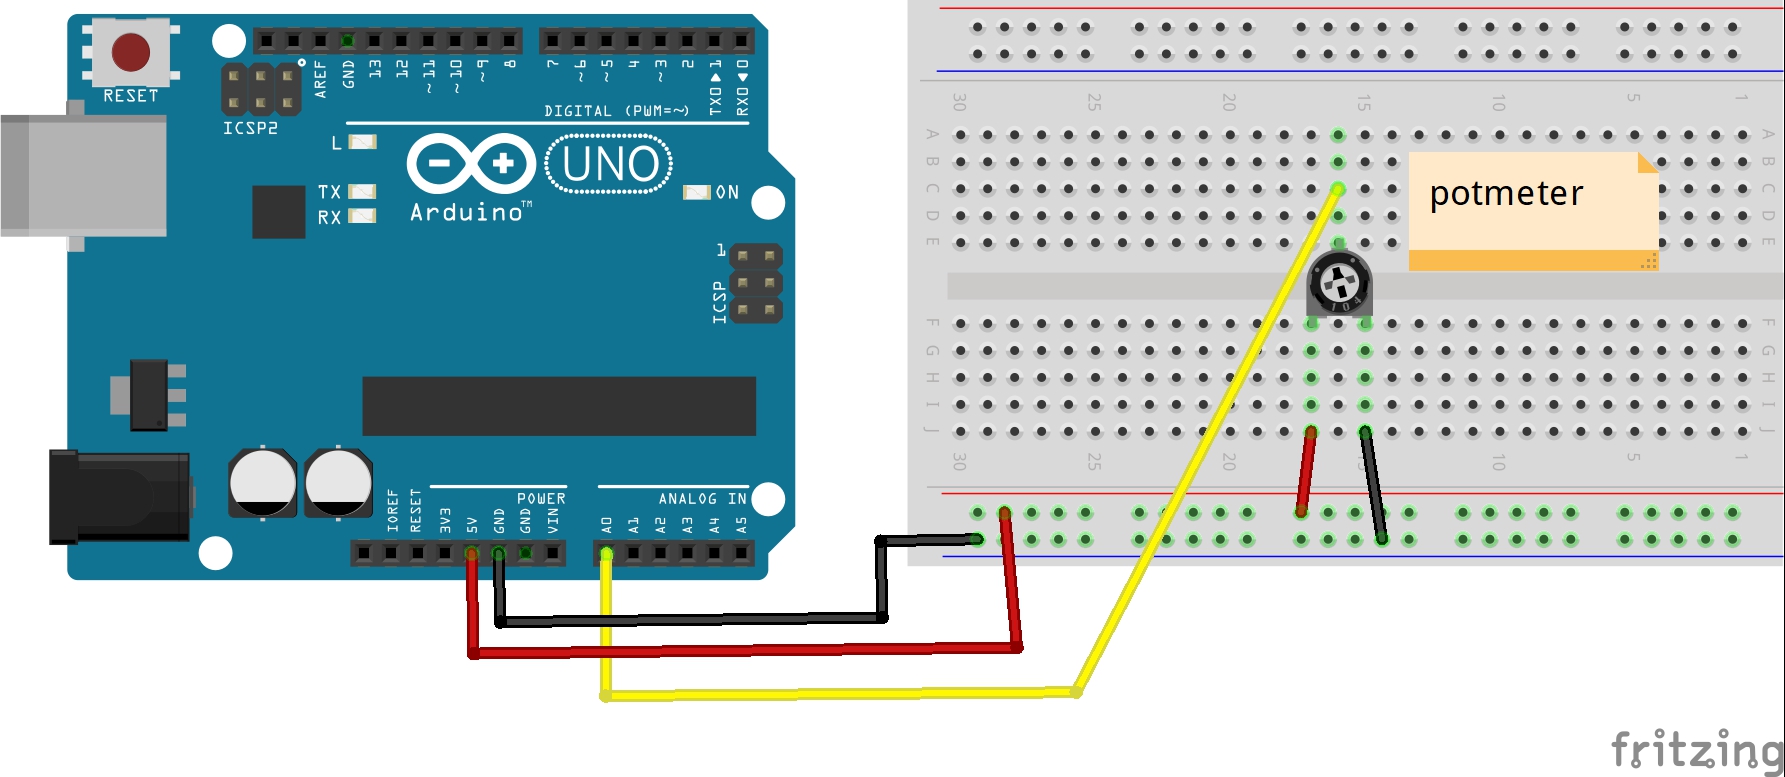 RESET
ICSP2
AREF
GND
13
12
~11
~10
~9
8
7
~6
~5
4
~3
2
TX0▶1
RX0◀0
DIGITAL (PWM=~)
L
TX
RX
UNO
Arduino™
ON
1
ICSP
IOREF
RESET
3V3
5V
GND
GND
VIN
POWER
A0
A1
A2
A3
A4
A5
ANALOG IN
30 25 20 15 10 5 1
A A
B B
C C
D D
E E
potmeter
104
F F
G G
H H
I I
J J
30 25 20 15 10 5 1
fritzing